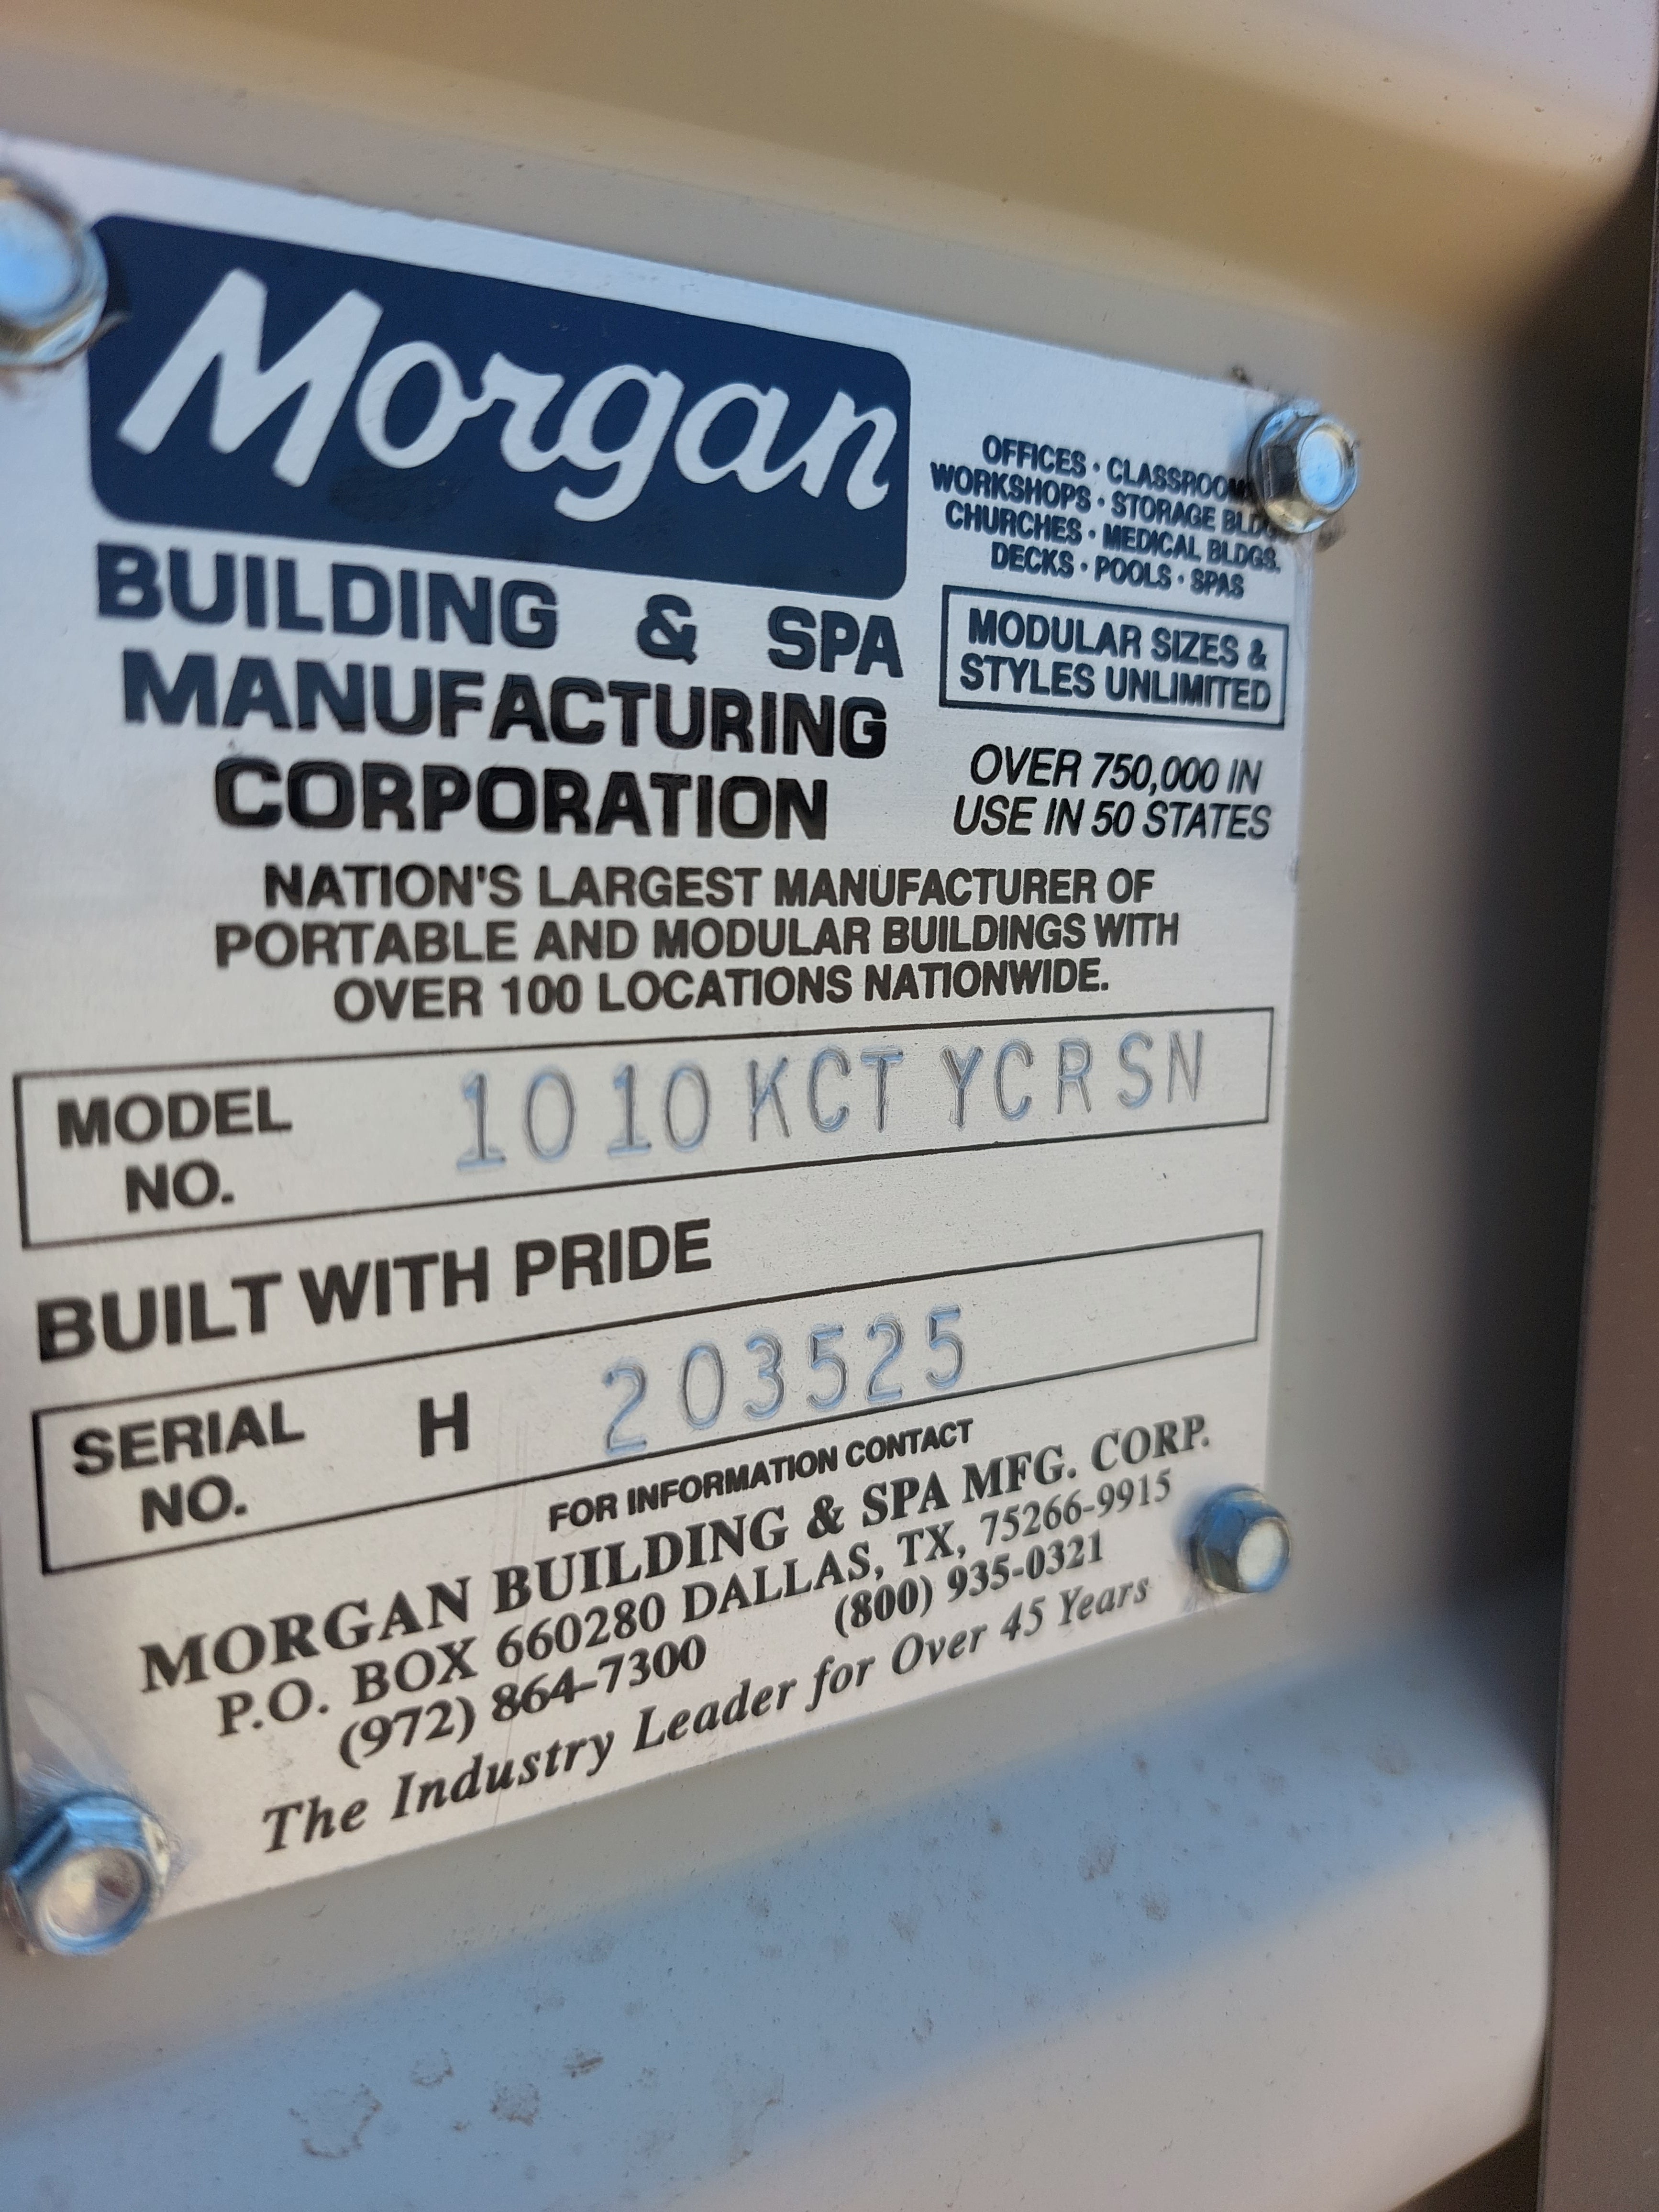 Morgan
BUILDING & SPA
MANUFACTURING
CORPORATION
OFFICES · CLASSROOMS
WORKSHOPS · STORAGE BLDGS.
CHURCHES · MEDICAL BLDGS.
DECKS · POOLS · SPAS
MODULAR SIZES &
STYLES UNLIMITED
OVER 750,000 IN
USE IN 50 STATES
NATION'S LARGEST MANUFACTURER OF
PORTABLE AND MODULAR BUILDINGS WITH
OVER 100 LOCATIONS NATIONWIDE.
MODEL NO. 1010KCT YCRSN
BUILT WITH PRIDE
SERIAL NO. H 203525
FOR INFORMATION CONTACT
MORGAN BUILDING & SPA MFG. CORP.
P.O. BOX 660280 DALLAS, TX, 75266-9915
(972) 864-7300 (800) 935-0321
The Industry Leader for Over 45 Years